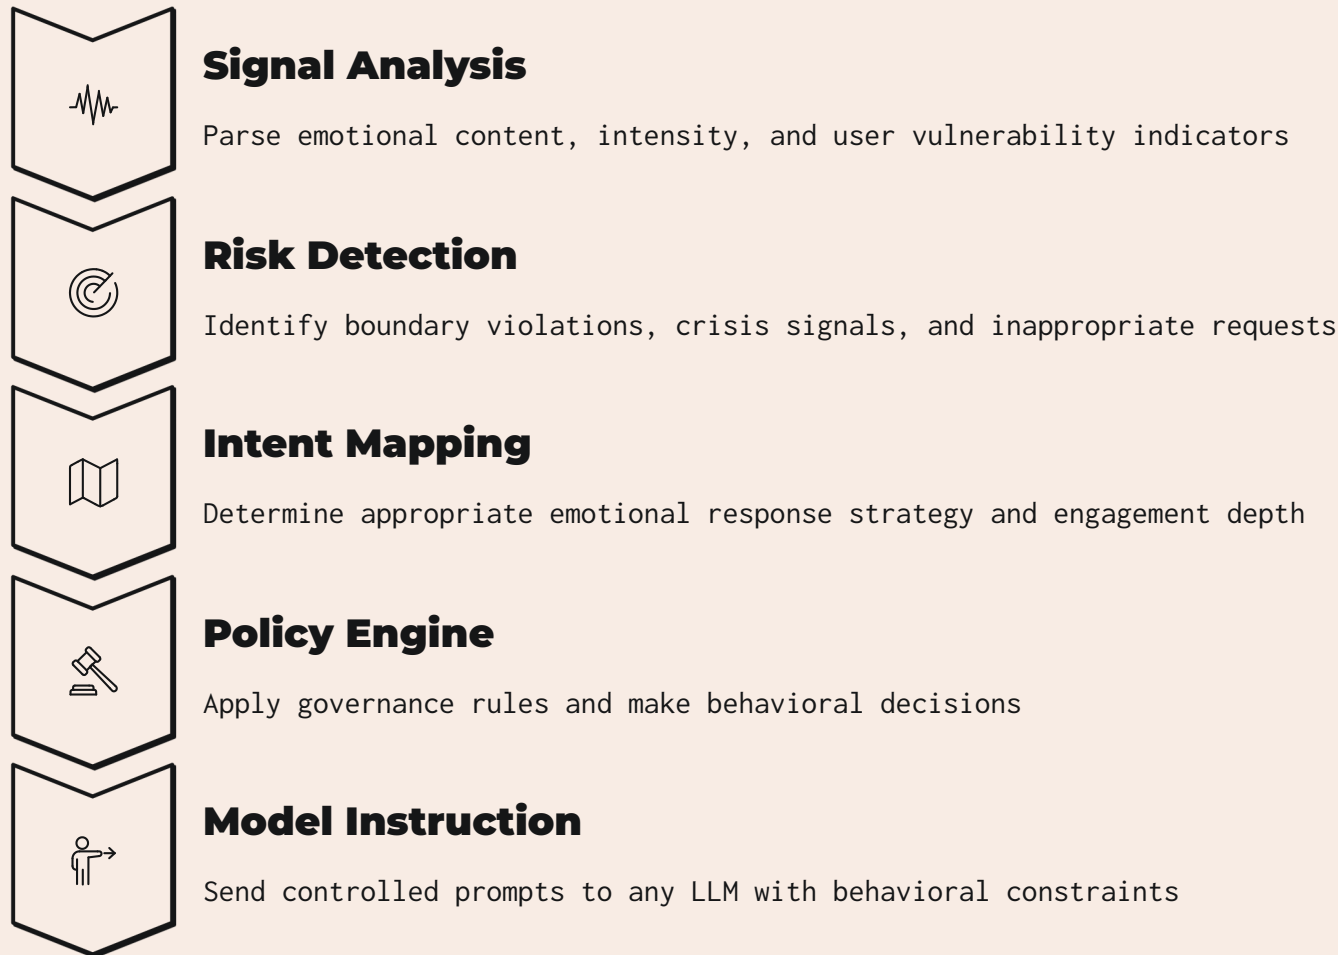 Signal Analysis
Parse emotional content, intensity, and user vulnerability indicators
Risk Detection
Identify boundary violations, crisis signals, and inappropriate requests
Intent Mapping
Determine appropriate emotional response strategy and engagement depth
Policy Engine
Apply governance rules and make behavioral decisions
Model Instruction
Send controlled prompts to any LLM with behavioral constraints